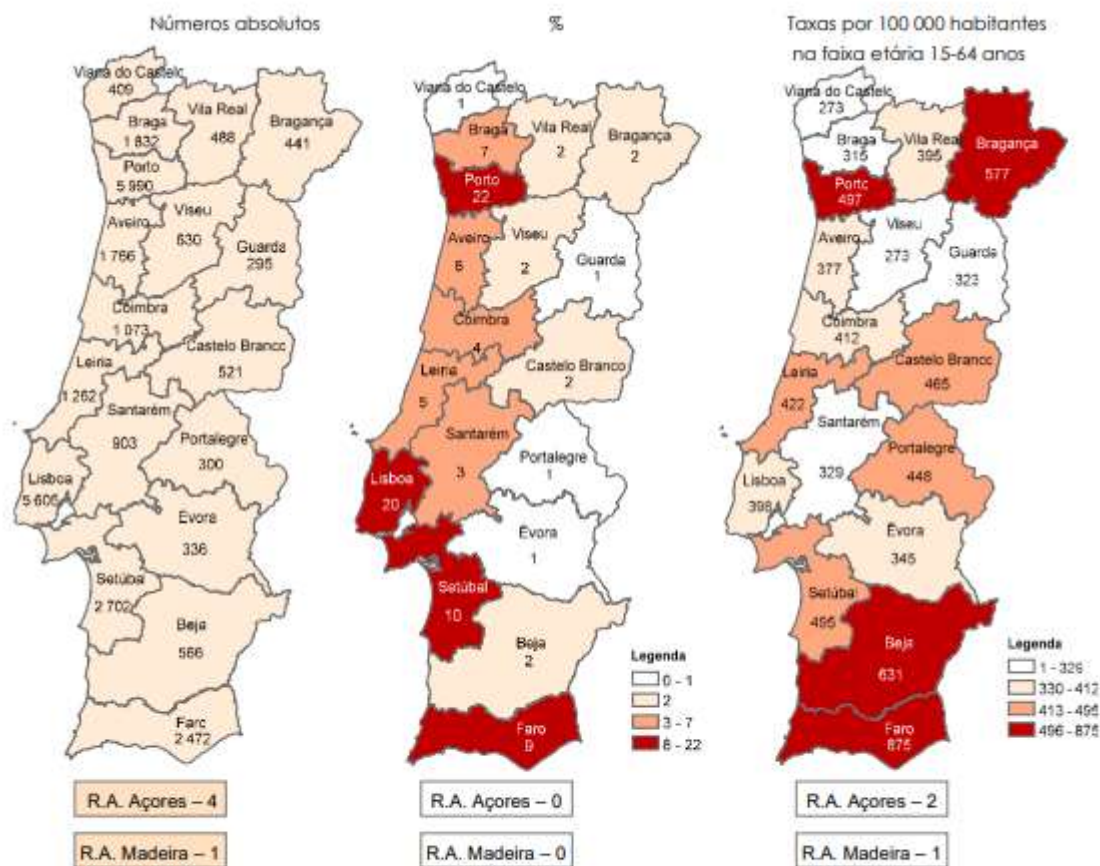 Números absolutos
%
Taxas por 100 000 habitantes
na faixa etária 15-64 anos
Viana do Castelc
409
Braga
1 832
Vila Real
488
Bragança
441
Porto
5 990
Aveiro
1 766
Viseu
630
Guarda
295
Coimbra
1 073
Castelo Brancc
521
Leiria
1 262
Santarém
903
Portalegre
300
Lisboa
5 605
Évora
336
Setúbal
2 702
Beja
566
Farc
2 472
R.A. Açores – 4
R.A. Madeira – 1
Viana do Castelo
1
Braga
7
Vila Real
2
Bragança
2
Porto
22
Aveiro
6
Viseu
2
Guarda
1
Coimbra
4
Castelo Branco
2
Leiria
5
Santarém
3
Portalegre
1
Lisboa
20
Évora
1
Setúbal
10
Beja
2
Faro
9
Legenda
0 - 1
2
3 - 7
8 - 22
R.A. Açores – 0
R.A. Madeira – 0
Viana do Castelc
273
Braga
315
Vila Real
395
Bragança
577
Portc
497
Aveiro
377
Viseu
273
Guarda
323
Coimbra
412
Castelo Brancc
465
Leiria
422
Santarém
329
Portalegre
448
Lisboa
398
Évora
345
Setúbal
495
Beja
631
Faro
875
Legenda
1 - 329
330 - 412
413 - 495
496 - 875
R.A. Açores – 2
R.A. Madeira – 1